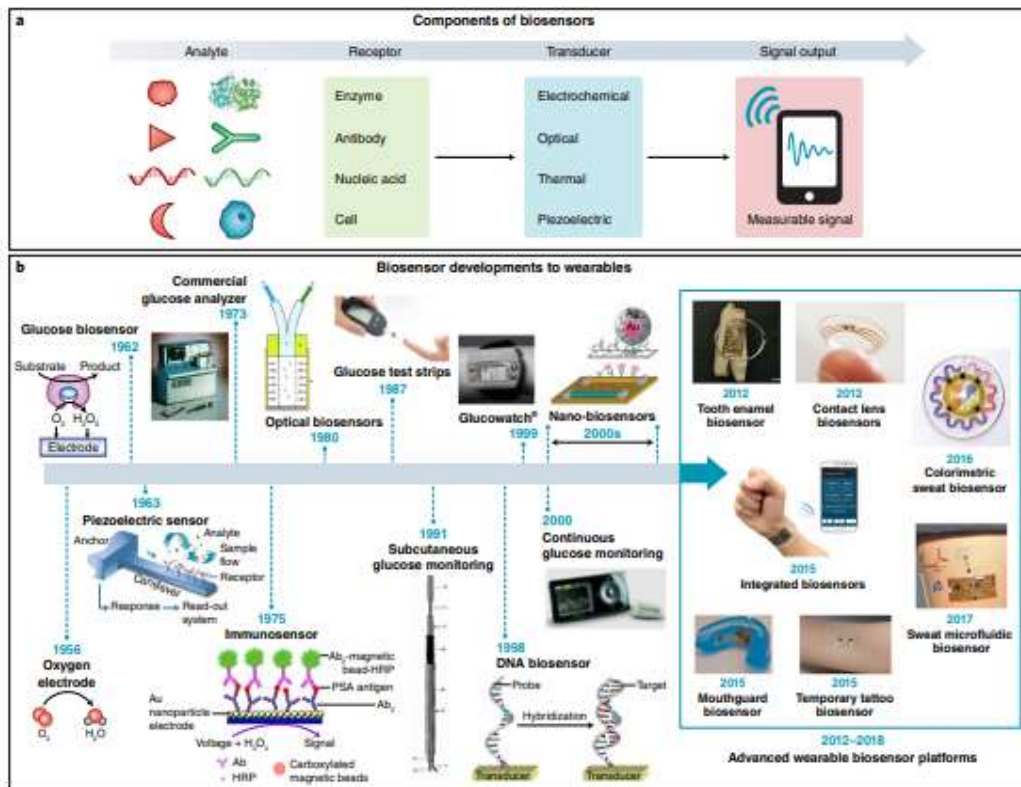 a
Components of biosensors
Analyte
Receptor
Transducer
Signal output
Enzyme
Antibody
Nucleic acid
Cell
Electrochemical
Optical
Thermal
Piezoelectric
Measurable signal
b
Biosensor developments to wearables
Glucose biosensor
1962
Substrate
Product
O₂
H₂O₂
Electrode
Commercial
glucose analyzer
1973
Optical biosensors
1980
Glucose test strips
1987
Glucowatch®
1999
Au
Nano-biosensors
2000s
1956
Oxygen
electrode
O₂
H₂O
1963
Piezoelectric sensor
Anchor
Analyte
Sample
flow
Receptor
Cantilever
Response
Read-out
system
1975
Immunosensor
Ab₂-magnetic
bead-HRP
PSA antigen
Au
nanoparticle
electrode
Voltage + H₂O₂
Signal
Ab
HRP
Carboxylated
magnetic beads
1991
Subcutaneous
glucose monitoring
1998
DNA biosensor
Probe
Target
Hybridization
Transducer
Transducer
2000
Continuous
glucose monitoring
2012
Tooth enamel
biosensor
2012
Contact lens
biosensors
2016
Colorimetric
sweat biosensor
2015
Integrated biosensors
2017
Sweat microfluidic
biosensor
2015
Mouthguard
biosensor
2015
Temporary tattoo
biosensor
2012–2018
Advanced wearable biosensor platforms